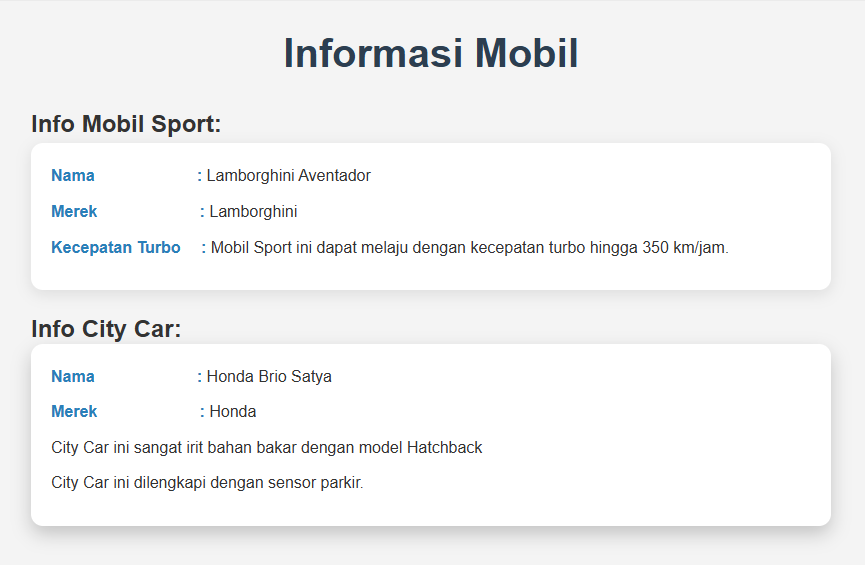 Informasi Mobil
Info Mobil Sport:
Nama : Lamborghini Aventador
Merek : Lamborghini
Kecepatan Turbo : Mobil Sport ini dapat melaju dengan kecepatan turbo hingga 350 km/jam.
Info City Car:
Nama : Honda Brio Satya
Merek : Honda
City Car ini sangat irit bahan bakar dengan model Hatchback
City Car ini dilengkapi dengan sensor parkir.